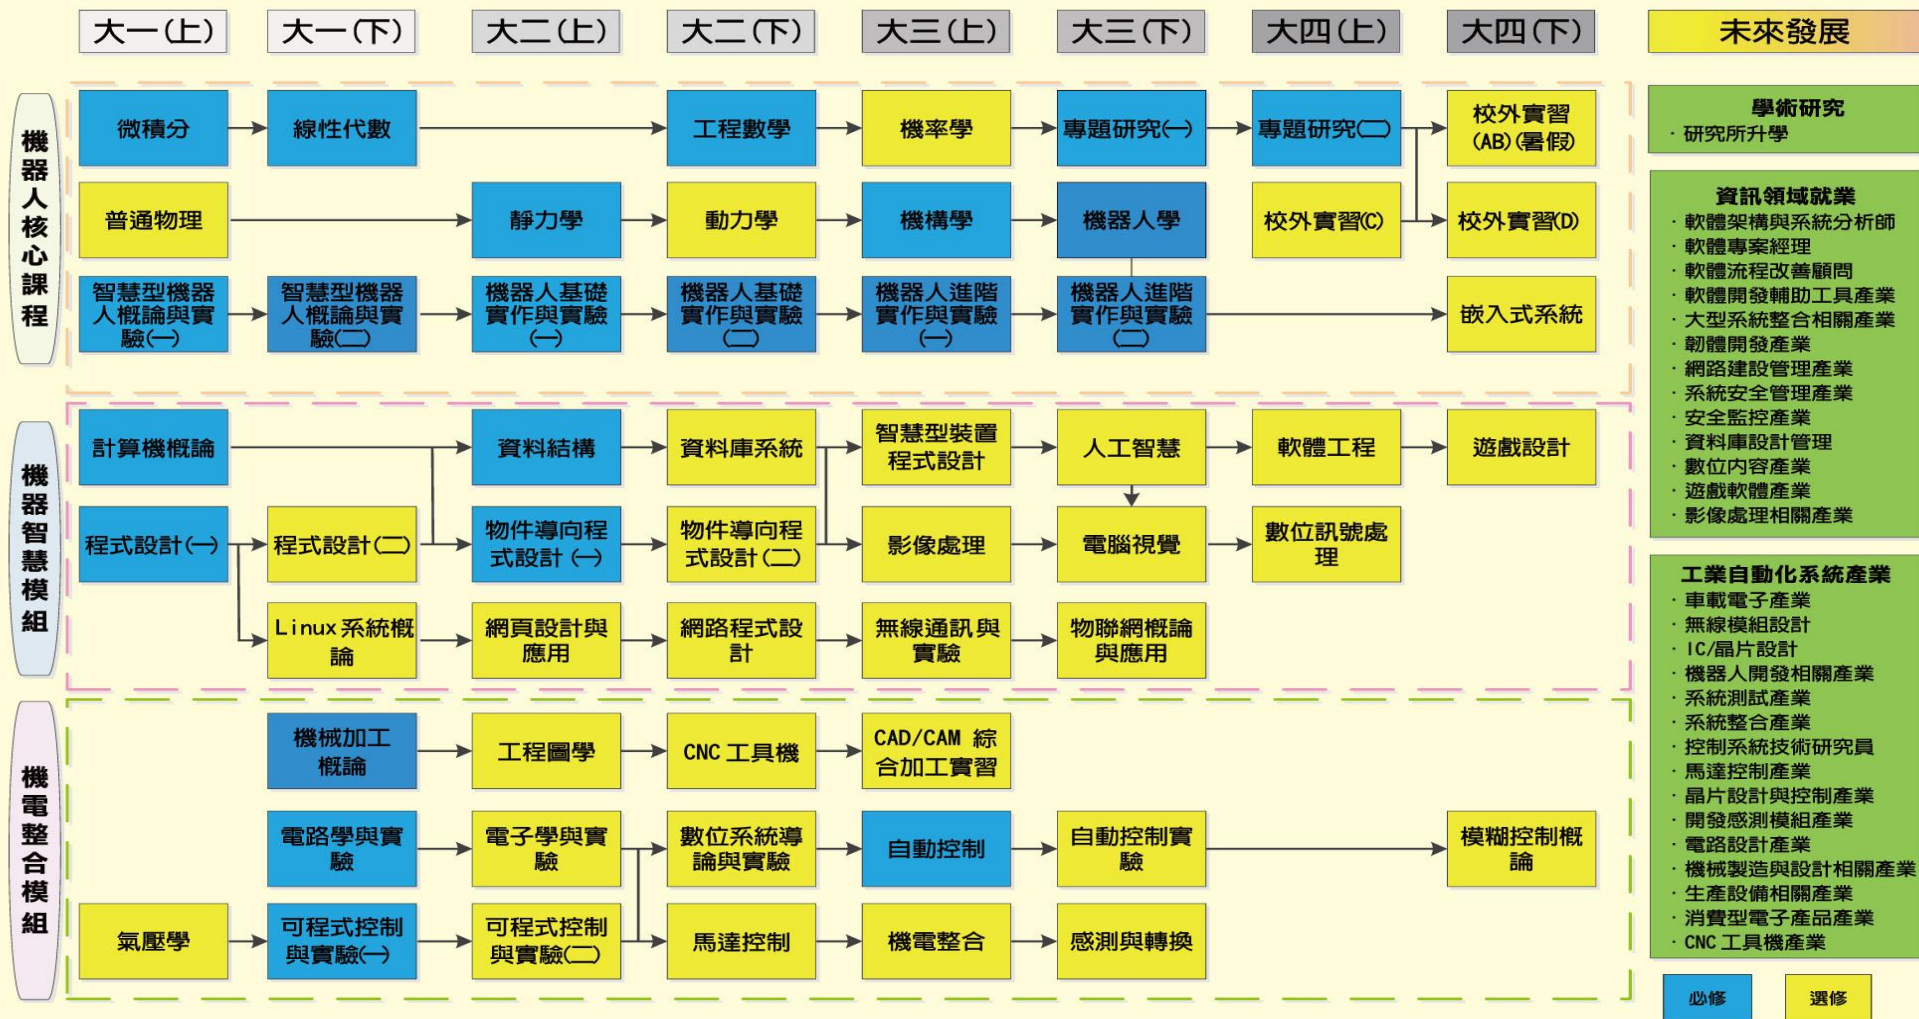 大一(上)
大一(下)
大二(上)
大二(下)
大三(上)
大三(下)
大四(上)
大四(下)
未來發展
機器人核心課程
微積分
線性代數
工程數學
機率學
專題研究(一)
專題研究(二)
校外實習
(AB)(暑假)
普通物理
靜力學
動力學
機構學
機器人學
校外實習(C)
校外實習(D)
智慧型機器
人概論與實
驗(一)
智慧型機器
人概論與實
驗(二)
機器人基礎
實作與實驗
(一)
機器人基礎
實作與實驗
(二)
機器人進階
實作與實驗
(一)
機器人進階
實作與實驗
(二)
嵌入式系統
機器智慧模組
計算機概論
資料結構
資料庫系統
智慧型裝置
程式設計
人工智慧
軟體工程
遊戲設計
程式設計(一)
程式設計(二)
物件導向程
式設計(一)
物件導向程
式設計(二)
影像處理
電腦視覺
數位訊號處
理
Linux系統概
論
網頁設計與
應用
網路程式設
計
無線通訊與
實驗
物聯網概論
與應用
機電整合模組
機械加工
概論
工程圖學
CNC工具機
CAD/CAM 綜
合加工實習
電路學與實
驗
電子學與實
驗
數位系統導
論與實驗
自動控制
自動控制實
驗
模糊控制概
論
氣壓學
可程式控制
與實驗(一)
可程式控制
與實驗(二)
馬達控制
機電整合
感測與轉換
學術研究
·研究所升學
資訊領域就業
·軟體架構與系統分析師
·軟體專案經理
·軟體流程改善顧問
·軟體開發輔助工具產業
·大型系統整合相關產業
·韌體開發產業
·網路建設管理產業
·系統安全管理產業
·安全監控產業
·資料庫設計管理
·數位內容產業
·遊戲軟體產業
·影像處理相關產業
工業自動化系統產業
·車載電子產業
·無線模組設計
·IC/晶片設計
·機器人開發相關產業
·系統測試產業
·系統整合產業
·控制系統技術研究員
·馬達控制產業
·晶片設計與控制產業
·開發感測模組產業
·電路設計產業
·機械製造與設計相關產業
·生產設備相關產業
·消費型電子產品產業
·CNC工具機產業
必修
選修